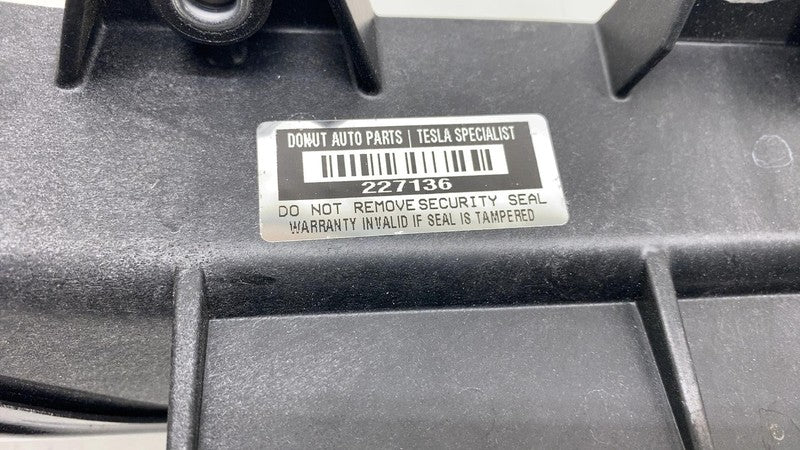 DONUT AUTO PARTS | TESLA SPECIALIST
227136
DO NOT REMOVE SECURITY SEAL
WARRANTY INVALID IF SEAL IS TAMPERED